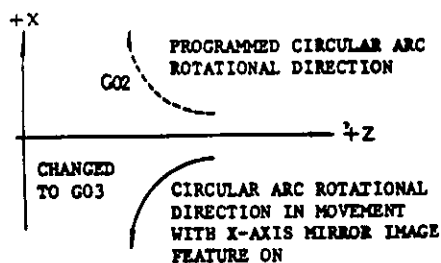 +X
PROGRAMMED CIRCULAR ARC
ROTATIONAL DIRECTION
G02
+Z
CHANGED
TO G03
CIRCULAR ARC ROTATIONAL
DIRECTION IN MOVEMENT
WITH X-AXIS MIRROR IMAGE
FEATURE ON